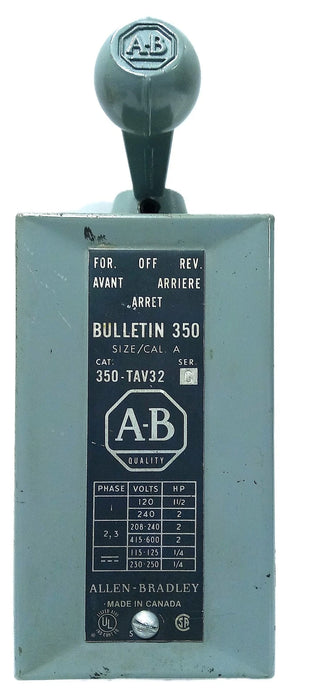 A-B
FOR. OFF REV.
AVANT ARRIERE
ARRET
BULLETIN 350
SIZE/CAL. A
CAT. SER.
350-TAV32 C
A-B
QUALITY
PHASE VOLTS HP
1 120 1 1/2
240 2
2, 3 208-240 2
415-600 2
115-125 1/4
230-250 1/4
ALLEN-BRADLEY
MADE IN CANADA
UL S SA